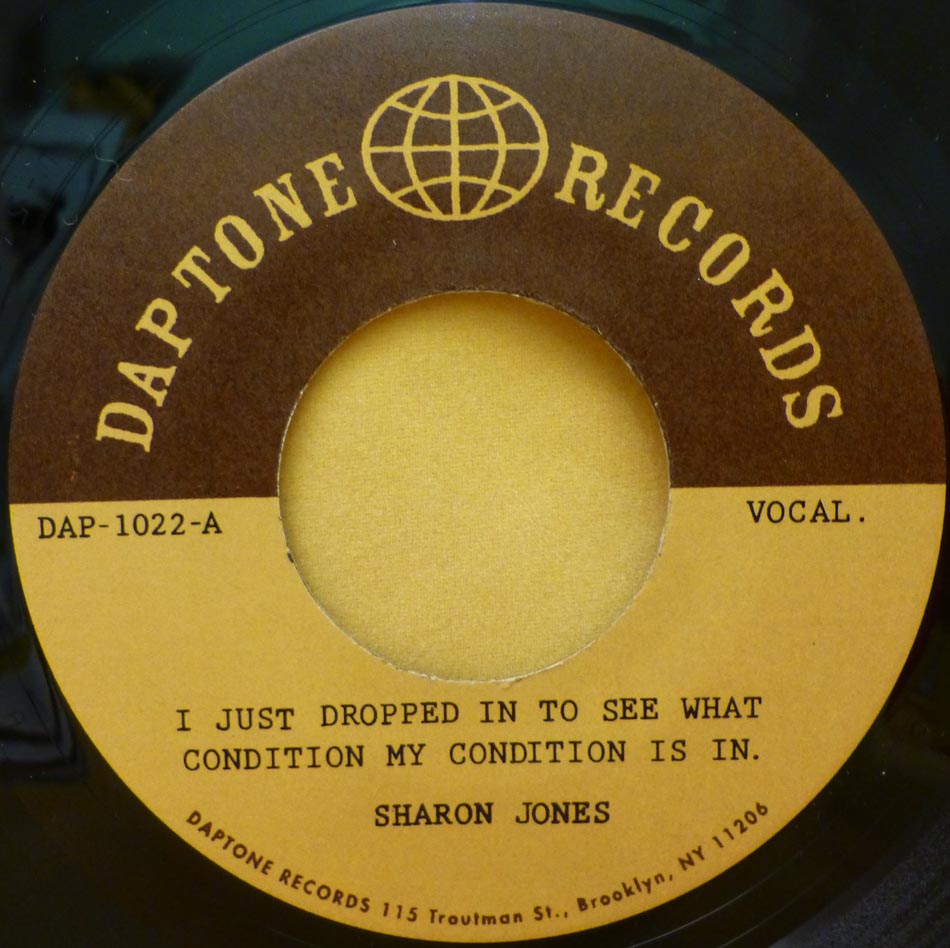 DAPTONE RECORDS
DAP-1022-A
VOCAL.
I JUST DROPPED IN TO SEE WHAT
CONDITION MY CONDITION IS IN.
SHARON JONES
DAPTONE RECORDS 115 Troutman St., Brooklyn, NY 11206